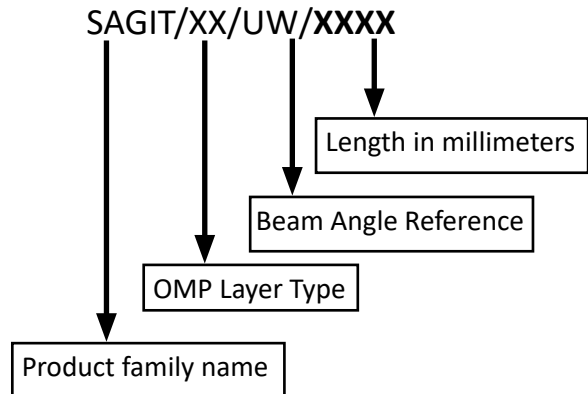 SAGIT/XX/UW/XXXX
Length in millimeters
Beam Angle Reference
OMP Layer Type
Product family name